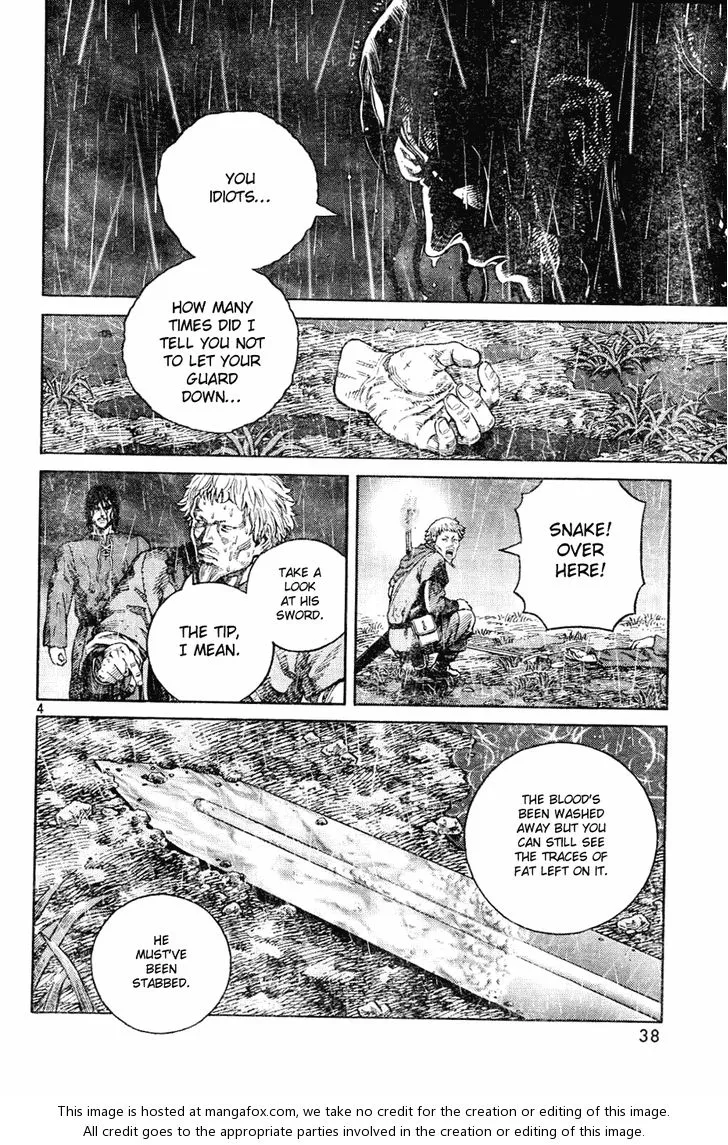 YOU
IDIOTS...
HOW MANY
TIMES DID I
TELL YOU NOT
TO LET YOUR
GUARD
DOWN...
SNAKE!
OVER
HERE!
TAKE A
LOOK
AT HIS
SWORD.
THE TIP,
I MEAN.
4
THE BLOOD'S
BEEN WASHED
AWAY BUT YOU
CAN STILL SEE
THE TRACES OF
FAT LEFT ON IT.
HE
MUST'VE
BEEN
STABBED.
38
This image is hosted at mangafox.com, we take no credit for the creation or editing of this image.
All credit goes to the appropriate parties involved in the creation or editing of this image.